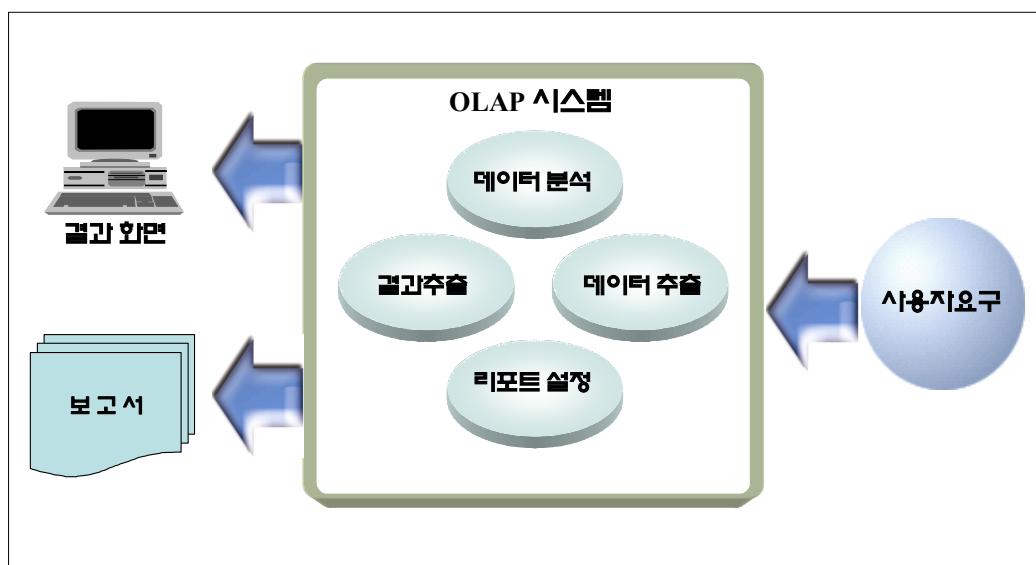 OLAP 시스템
데이터 분석
결과추출
데이터 추출
리포트 설정
결과 화면
보 고 서
사용자요구